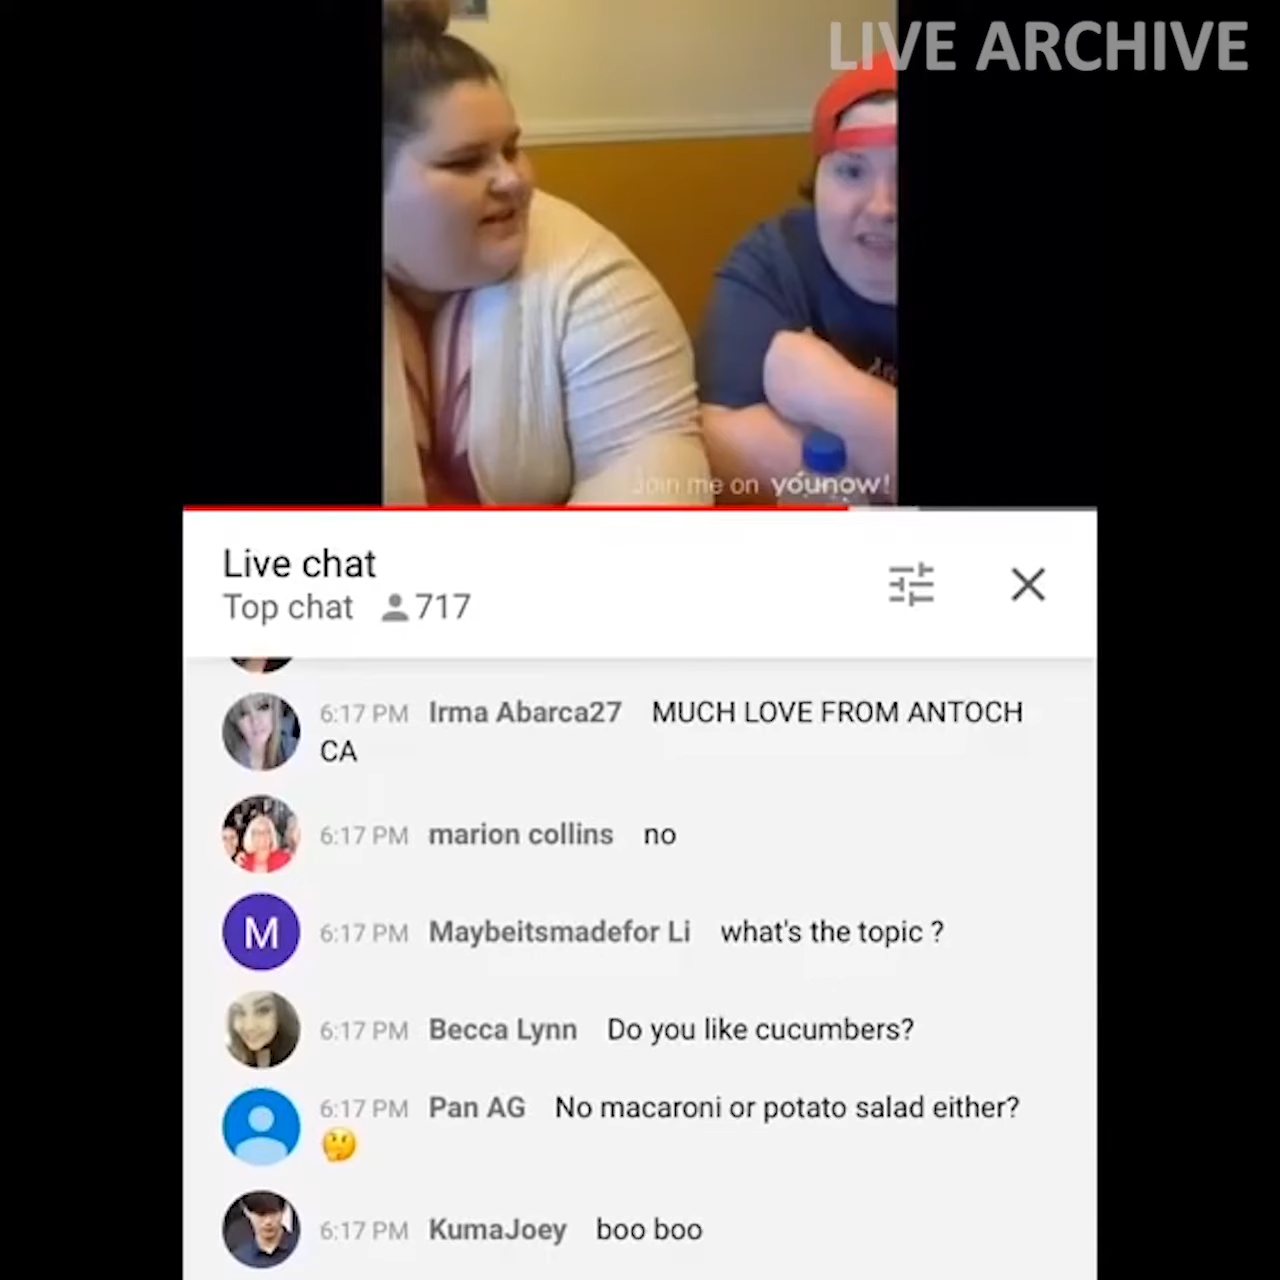 LIVE ARCHIVE
Join me on younow!
Live chat
Top chat 717
6:17 PM Irma Abarca27 MUCH LOVE FROM ANTOCH
CA
6:17 PM marion collins no
M 6:17 PM Maybeitsmadefor Li what's the topic ?
6:17 PM Becca Lynn Do you like cucumbers?
6:17 PM Pan AG No macaroni or potato salad either?
🤔
6:17 PM KumaJoey boo boo